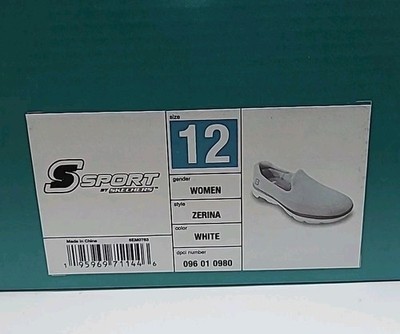 S SPORT
BY SKECHERS™
Made in China
1 95969 71144 6
size
12
gender
WOMEN
style
ZERINA
color
WHITE
dpci number
096 01 0980